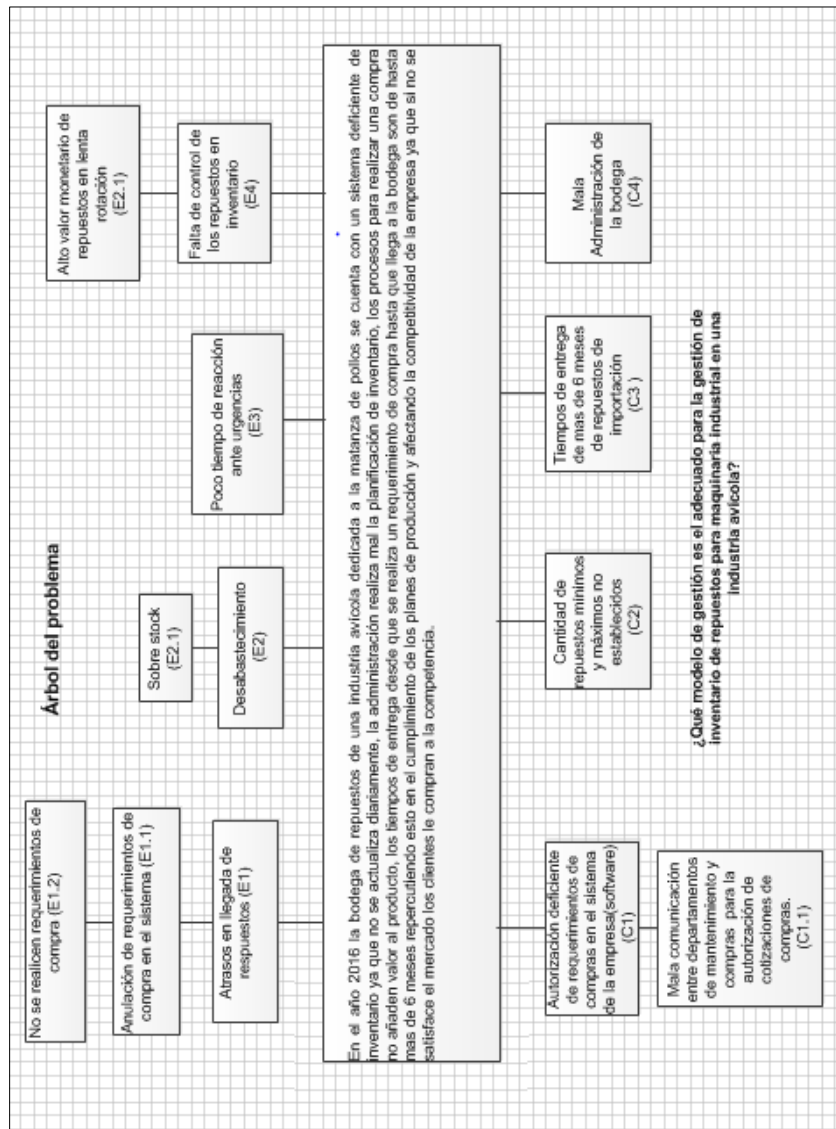 Árbol del problema
No se realicen requerimientos de
compra (E1.2)
Anulación de requerimientos de
compra en el sistema (E1.1)
Atrasos en llegada de
respuestos (E1)
Sobre stock
(E2.1)
Desabastecimiento
(E2)
Poco tiempo de reacción
ante urgencias
(E3)
Alto valor monetario de
repuestos en lenta
rotación
(E2.1)
Falta de control de
los repuestos en
inventario
(E4)
En el año 2016 la bodega de repuestos de una industria avícola dedicada a la matanza de pollos se cuenta con un sistema deficiente de
inventario ya que no se actualiza diariamente, la administración realiza mal la planificación de inventario, los procesos para realizar una compra
no añaden valor al producto, los tiempos de entrega desde que se realiza un requerimiento de compra hasta que llega a la bodega son de hasta
mas de 6 meses repercutiendo esto en el cumplimiento de los planes de producción y afectando la competitividad de la empresa ya que si no se
satisface el mercado los clientes le compran a la competencia.
Autorización deficiente
de requerimientos de
compras en el sistema
de la empresa(software)
(C1)
Mala comunicación
entre departamentos
de mantenimiento y
compras para la
autorización de
cotizaciones de
compras.
(C1.1)
Cantidad de
repuestos mínimos
y máximos no
establecidos
(C2)
Tiempos de entrega
de mas de 6 meses
de repuestos de
importación
(C3 )
Mala
Administración de
la bodega
(C4)
¿Qué modelo de gestión es el adecuado para la gestión de
inventario de repuestos para maquinaria industrial en una
industria avícola?